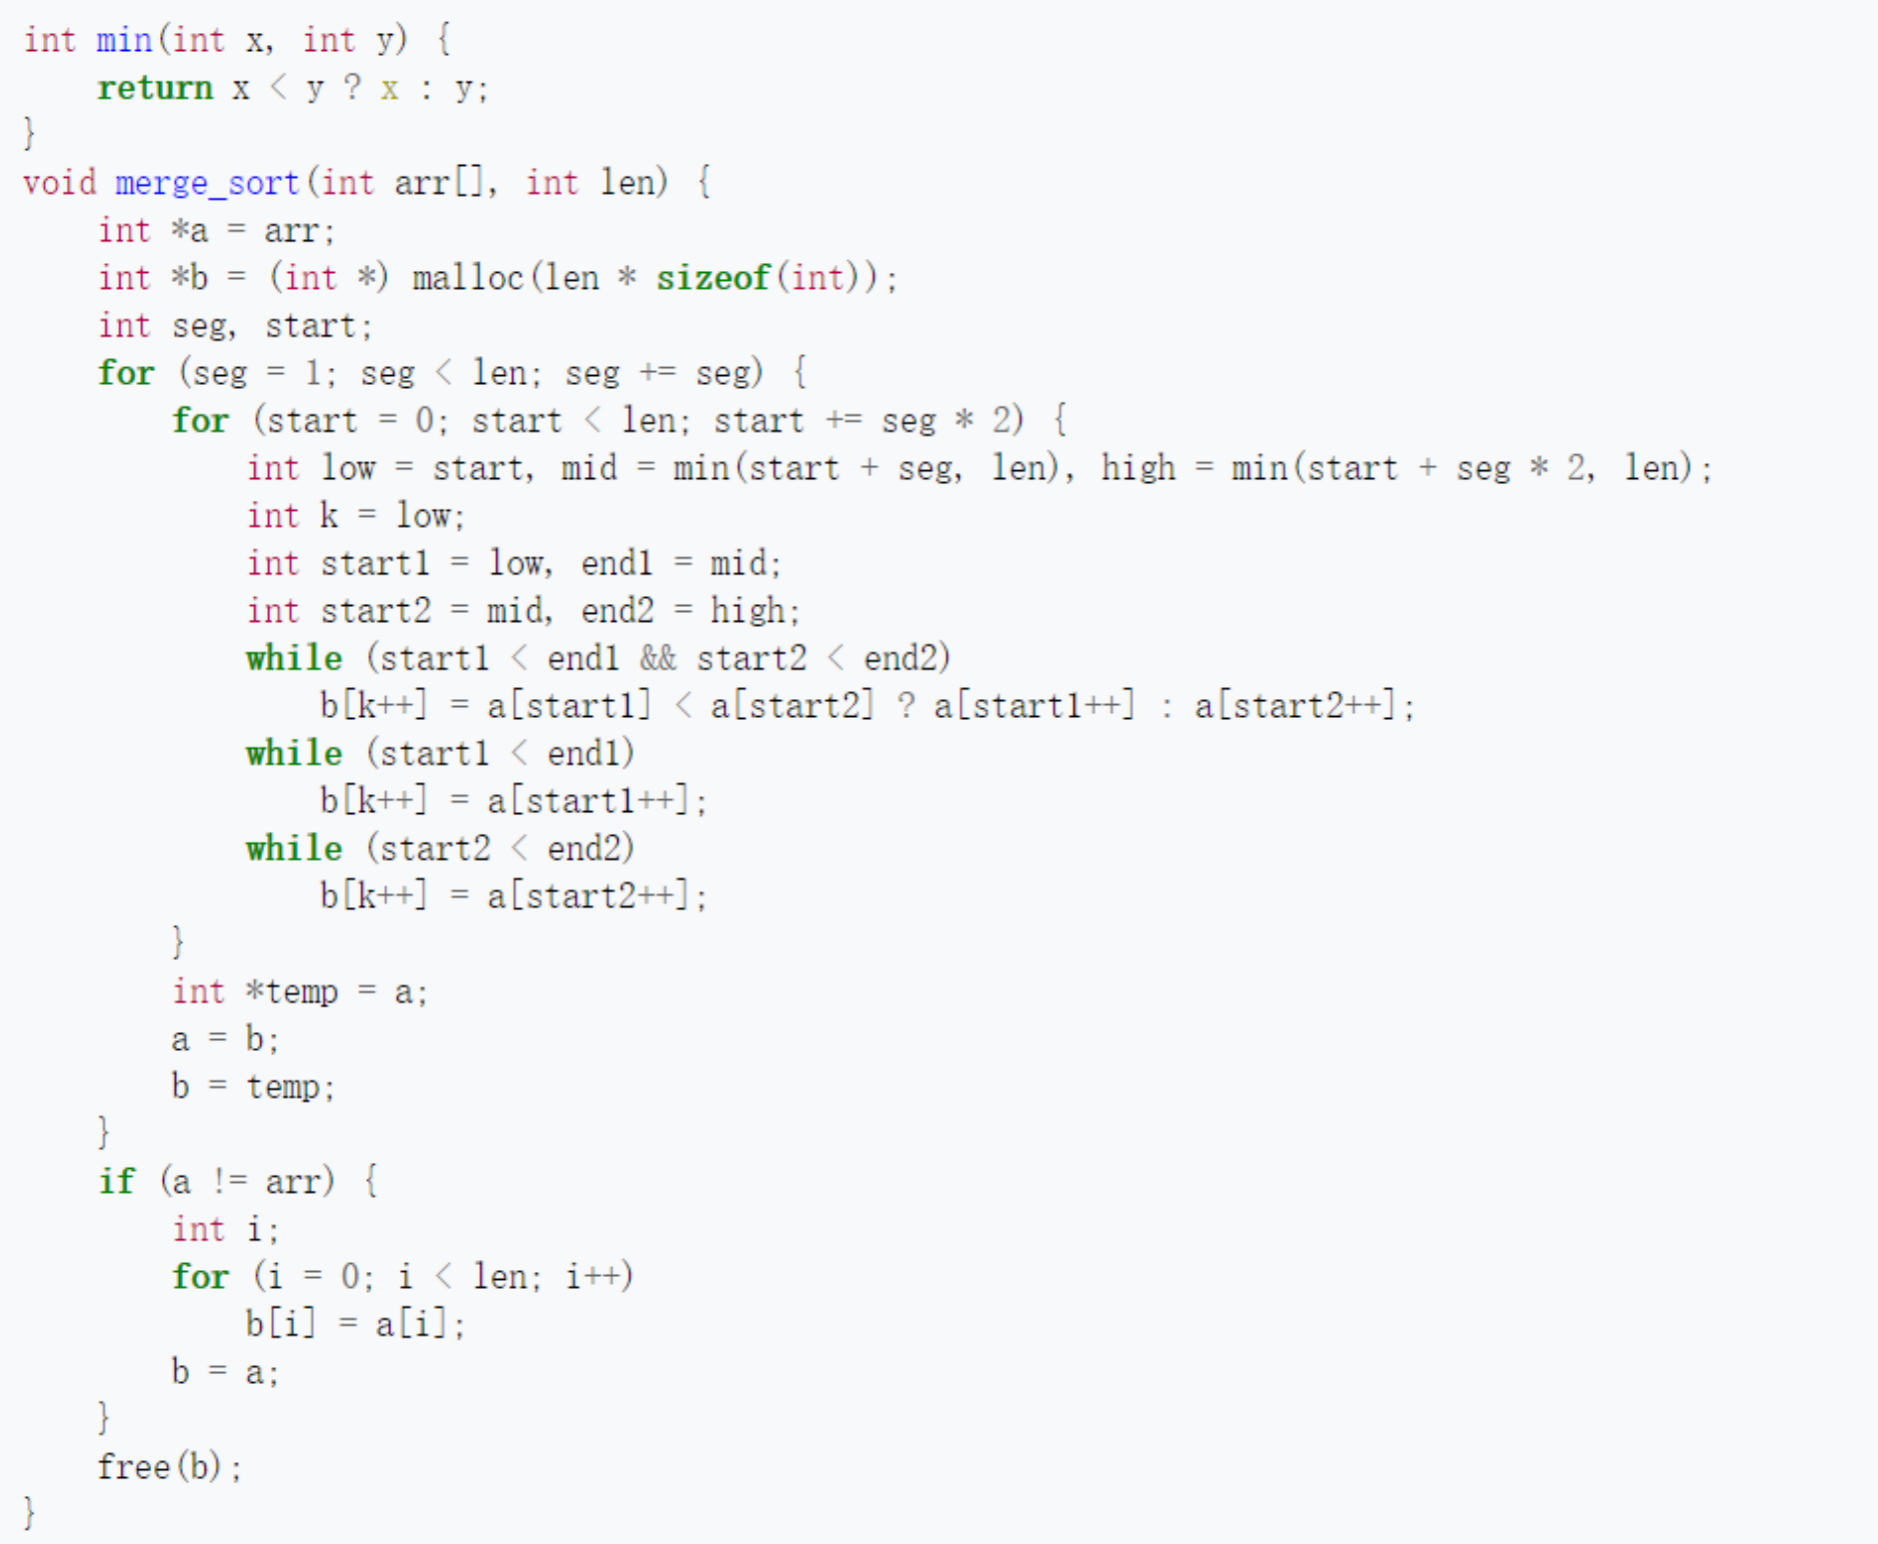 int min(int x, int y) {
    return x < y ? x : y;
}
void merge_sort(int arr[], int len) {
    int *a = arr;
    int *b = (int *) malloc(len * sizeof(int));
    int seg, start;
    for (seg = 1; seg < len; seg += seg) {
        for (start = 0; start < len; start += seg * 2) {
            int low = start, mid = min(start + seg, len), high = min(start + seg * 2, len);
            int k = low;
            int start1 = low, end1 = mid;
            int start2 = mid, end2 = high;
            while (start1 < end1 && start2 < end2)
                b[k++] = a[start1] < a[start2] ? a[start1++] : a[start2++];
            while (start1 < end1)
                b[k++] = a[start1++];
            while (start2 < end2)
                b[k++] = a[start2++];
        }
        int *temp = a;
        a = b;
        b = temp;
    }
    if (a != arr) {
        int i;
        for (i = 0; i < len; i++)
            b[i] = a[i];
        b = a;
    }
    free(b);
}